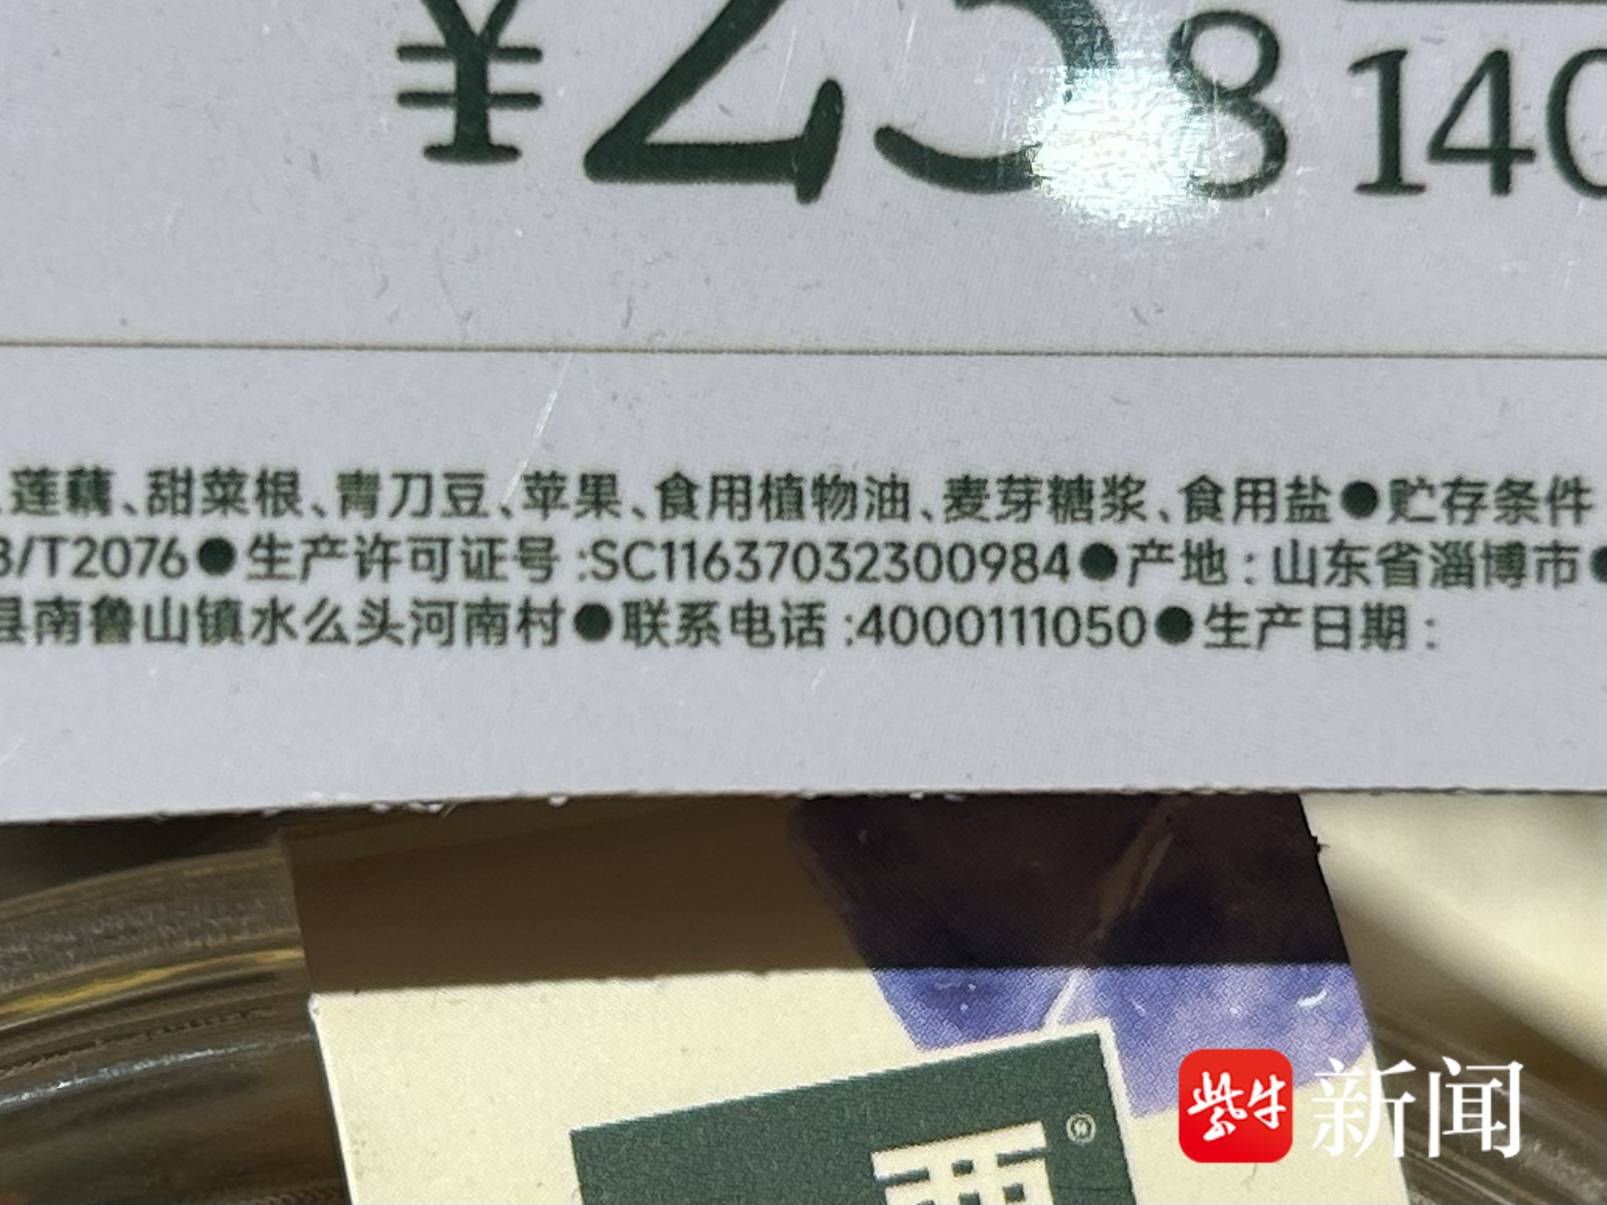 ¥23 8 140
、莲藕、甜菜根、青刀豆、苹果、食用植物油、麦芽糖浆、食用盐●贮存条件
/T2076●生产许可证号:SC11637032300984●产地:山东省淄博市●
县南鲁山镇水么头河南村●联系电话:4000111050●生产日期:
紫牛新闻